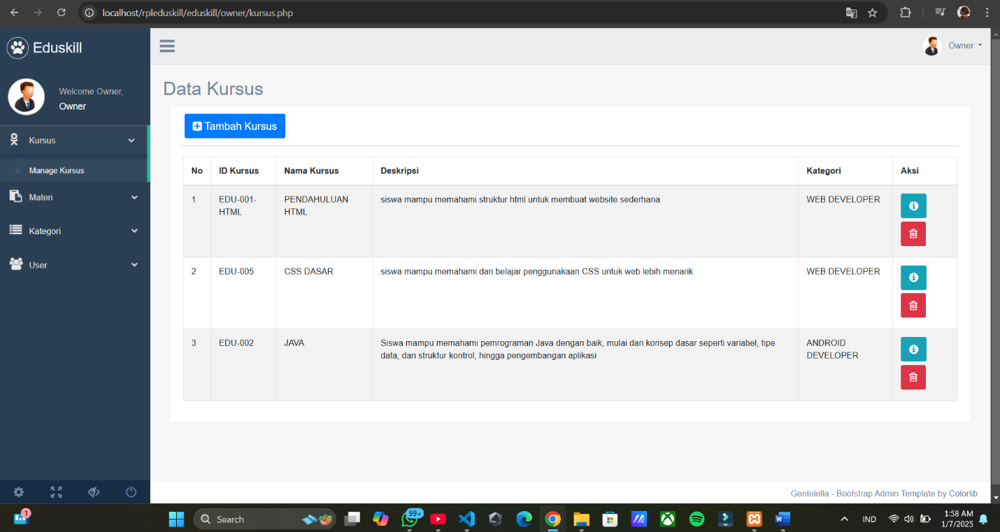 localhost/rpleduskill/eduskill/owner/kursus.php
Eduskill
Owner
Welcome Owner,
Owner
Data Kursus
Tambah Kursus
Kursus
Manage Kursus
Materi
Kategori
User
No ID Kursus Nama Kursus Deskripsi Kategori Aksi
1 EDU-001- PENDAHULUAN siswa mampu memahami struktur html untuk membuat website sederhana WEB DEVELOPER
HTML HTML
2 EDU-005 CSS DASAR siswa mampu memahami dan belajar penggunakaan CSS untuk web lebih menarik WEB DEVELOPER
3 EDU-002 JAVA Siswa mampu memahami pemrograman Java dengan baik, mulai dari konsep dasar seperti variabel, tipe ANDROID
data, dan struktur kontrol, hingga pengembangan aplikasi DEVELOPER
Gentelella - Bootstrap Admin Template by Colorlib
1
Search
99+
IND
1:58 AM
1/7/2025